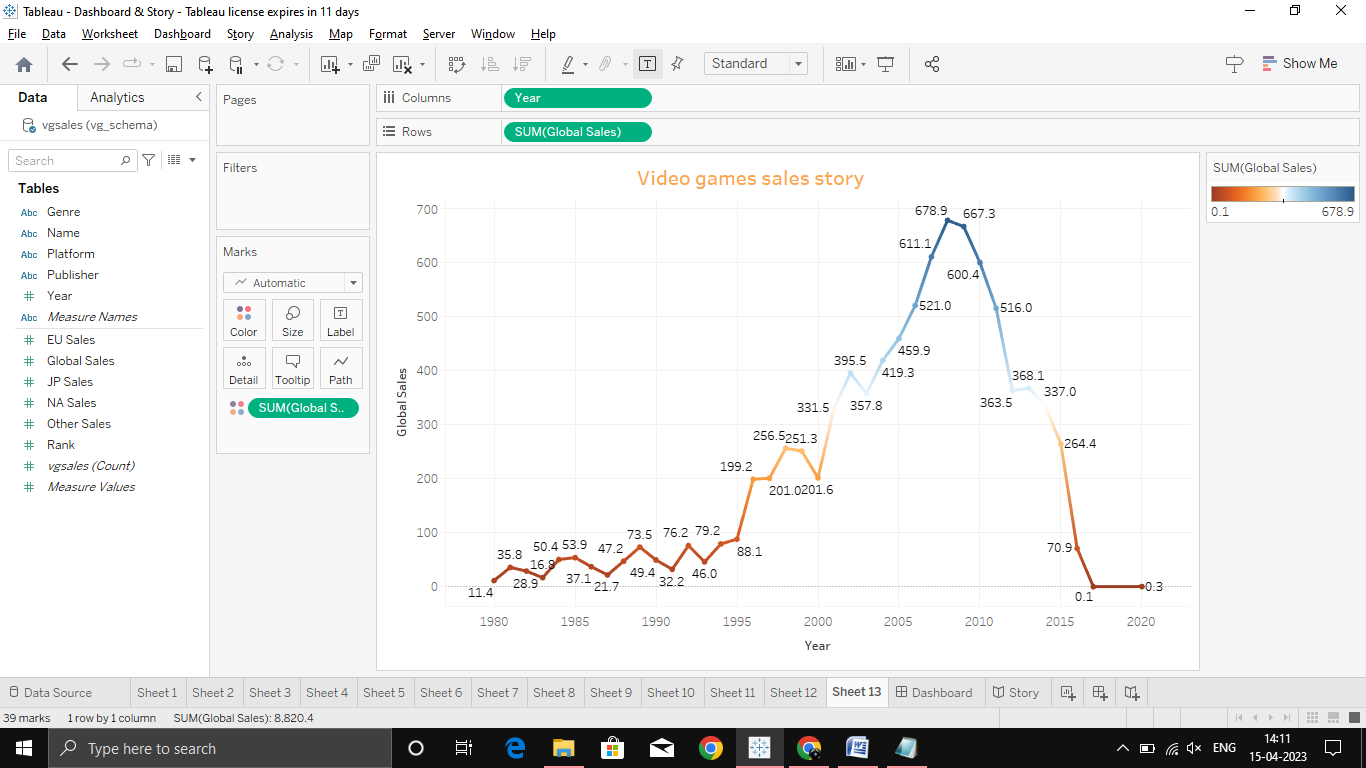 Tableau - Dashboard & Story - Tableau license expires in 11 days
File Data Worksheet Dashboard Story Analysis Map Format Server Window Help
Standard
Show Me
Data Analytics
vgsales (vg_schema)
Search
Tables
Abc Genre
Abc Name
Abc Platform
Abc Publisher
# Year
Abc Measure Names
# EU Sales
# Global Sales
# JP Sales
# NA Sales
# Other Sales
# Rank
# vgsales (Count)
# Measure Values
Pages
Filters
Marks
Automatic
Color Size T Label
Detail Tooltip Path
SUM(Global S..
Columns Year
Rows SUM(Global Sales)
Video games sales story
Global Sales
700
600
500
400
300
200
100
0
11.4
35.8
28.9
16.8
50.4
53.9
37.1
21.7
47.2
73.5
49.4
32.2
76.2
46.0
79.2
88.1
199.2
201.0
256.5
251.3
201.6
331.5
395.5
357.8
419.3
459.9
521.0
611.1
678.9
667.3
600.4
516.0
363.5
368.1
337.0
264.4
70.9
0.1
0.3
1980 1985 1990 1995 2000 2005 2010 2015 2020
Year
SUM(Global Sales)
0.1 678.9
Data Source Sheet 1 Sheet 2 Sheet 3 Sheet 4 Sheet 5 Sheet 6 Sheet 7 Sheet 8 Sheet 9 Sheet 10 Sheet 11 Sheet 12 Sheet 13 Dashboard Story
39 marks 1 row by 1 column SUM(Global Sales): 8,820.4
Type here to search
ENG
14:11
15-04-2023